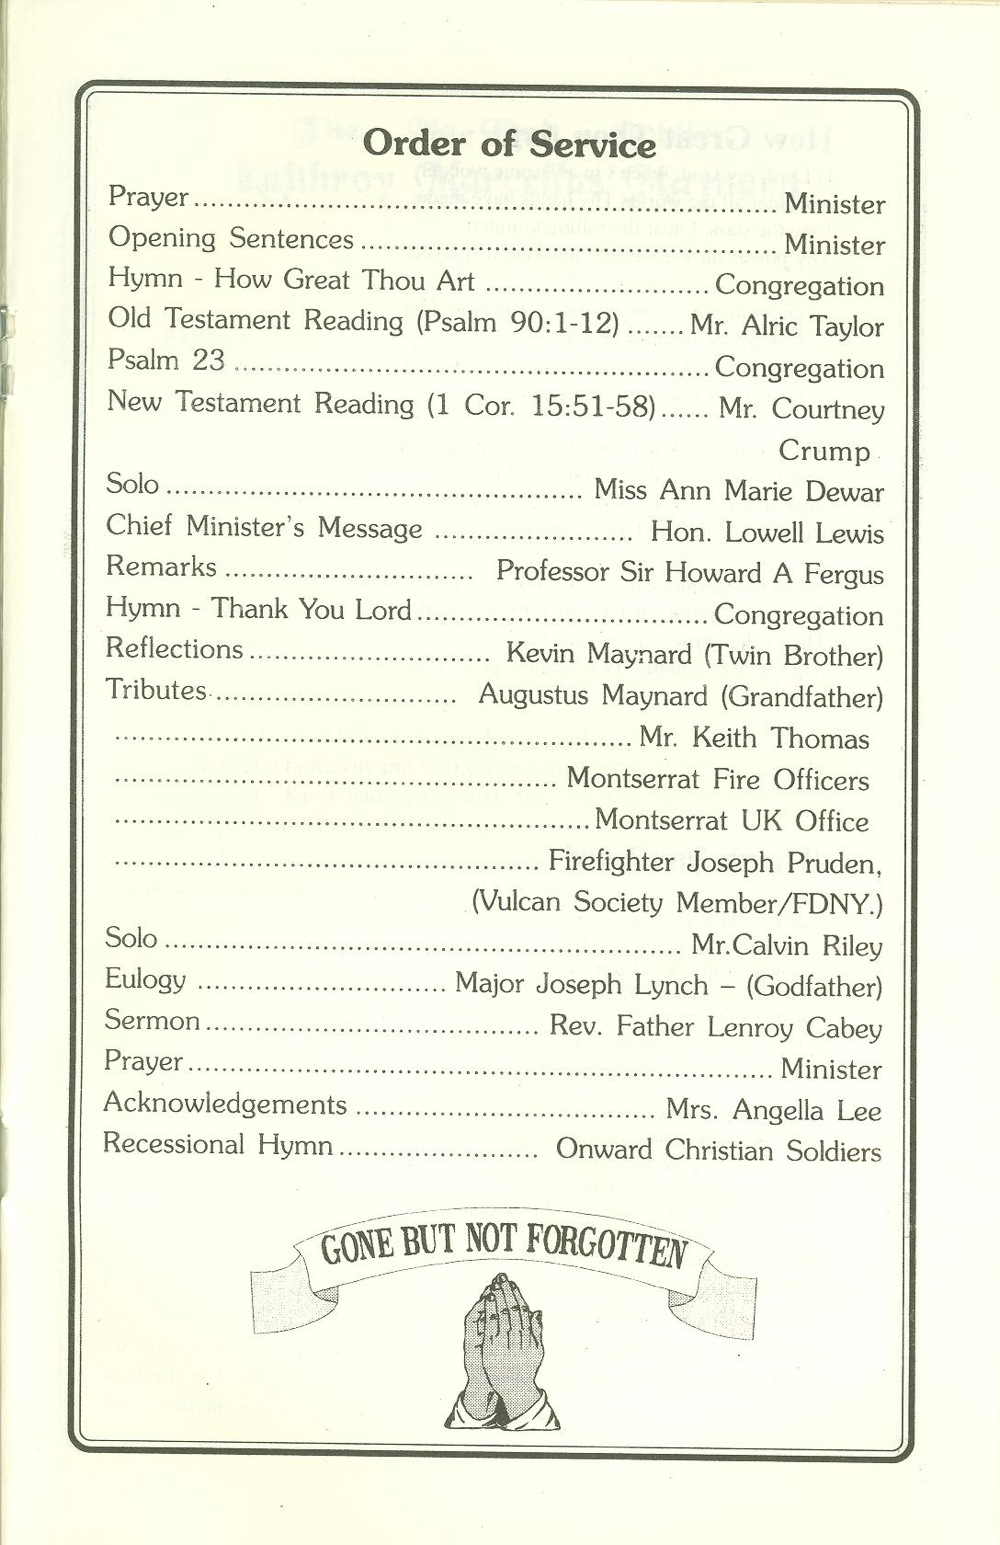 Order of Service
Prayer...................................................................... Minister
Opening Sentences.................................................. Minister
Hymn - How Great Thou Art ........................... Congregation
Old Testament Reading (Psalm 90:1-12)....... Mr. Alric Taylor
Psalm 23 ......................................................... Congregation
New Testament Reading (1 Cor. 15:51-58)...... Mr. Courtney
Crump
Solo .................................................. Miss Ann Marie Dewar
Chief Minister's Message ........................ Hon. Lowell Lewis
Remarks .............................. Professor Sir Howard A Fergus
Hymn - Thank You Lord................................... Congregation
Reflections............................. Kevin Maynard (Twin Brother)
Tributes............................. Augustus Maynard (Grandfather)
.............................................................. Mr. Keith Thomas
..................................................... Montserrat Fire Officers
.........................................................Montserrat UK Office
................................................... Firefighter Joseph Pruden,
(Vulcan Society Member/FDNY.)
Solo .............................................................. Mr.Calvin Riley
Eulogy .............................. Major Joseph Lynch – (Godfather)
Sermon........................................ Rev. Father Lenroy Cabey
Prayer...................................................................... Minister
Acknowledgements .................................... Mrs. Angella Lee
Recessional Hymn........................ Onward Christian Soldiers
GONE BUT NOT FORGOTTEN